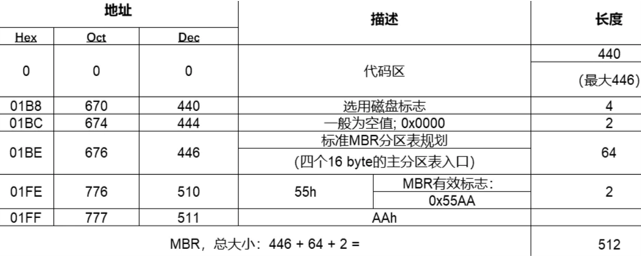 地址 描述 长度
Hex Oct Dec
0 0 0 代码区 440
(最大446)
01B8 670 440 选用磁盘标志 4
01BC 674 444 一般为空值; 0x0000 2
01BE 676 446 标准MBR分区表规划 64
(四个16 byte的主分区表入口)
01FE 776 510 55h MBR有效标志: 2
0x55AA
01FF 777 511 AAh
MBR，总大小: 446 + 64 + 2 = 512